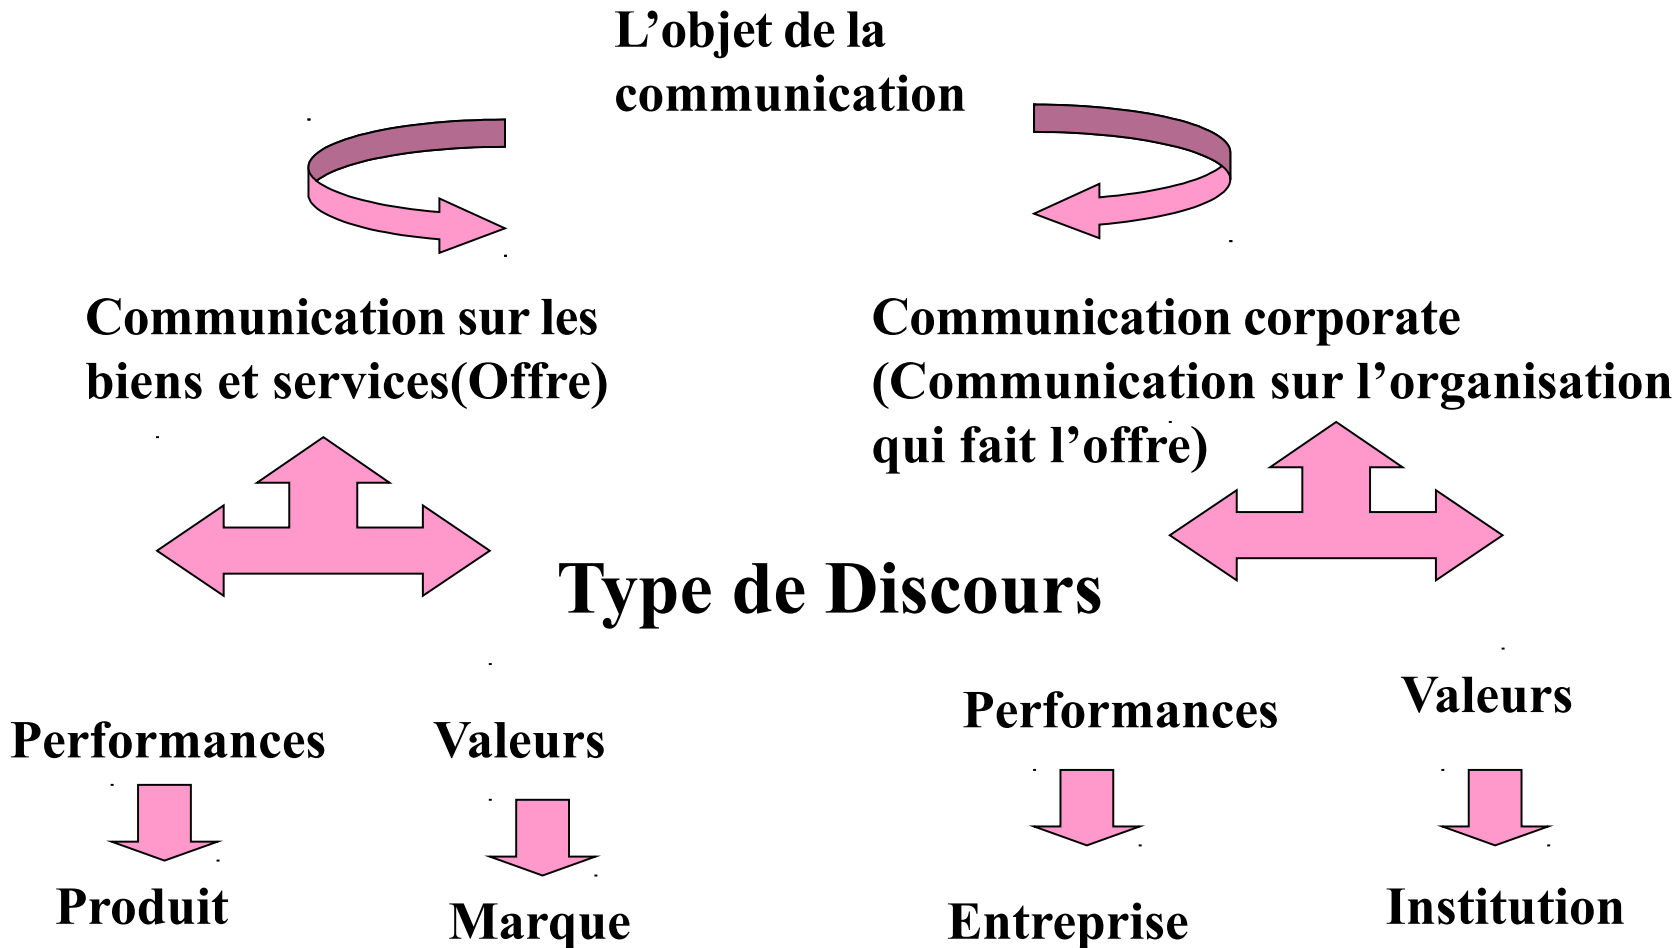 L’objet de la
communication
Communication sur les
biens et services(Offre)
Communication corporate
(Communication sur l’organisation
qui fait l’offre)
Type de Discours
Performances
Valeurs
Performances
Valeurs
Produit
Marque
Entreprise
Institution